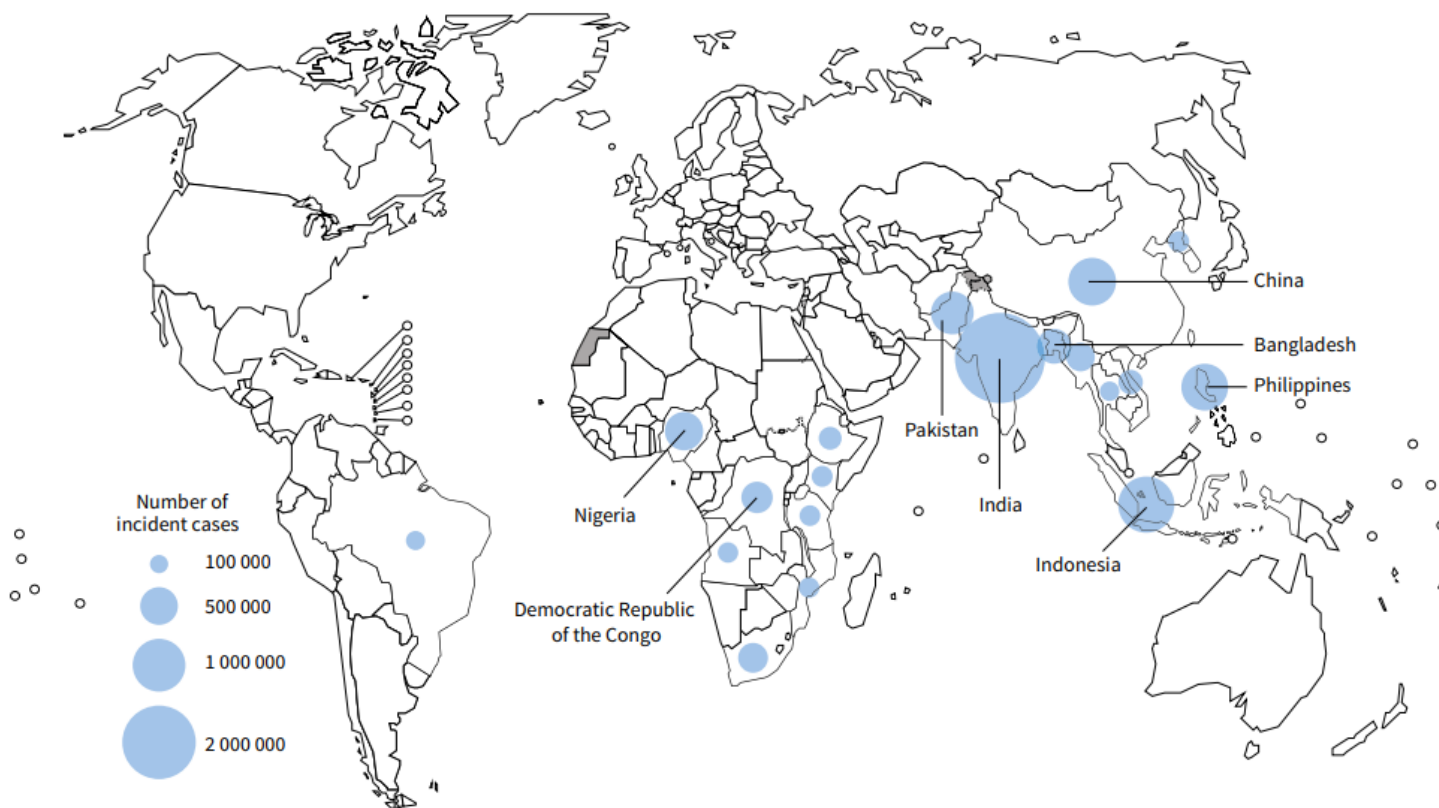 China
Bangladesh
Philippines
Pakistan
India
Nigeria
Indonesia
Democratic Republic
of the Congo
Number of
incident cases
100 000
500 000
1 000 000
2 000 000